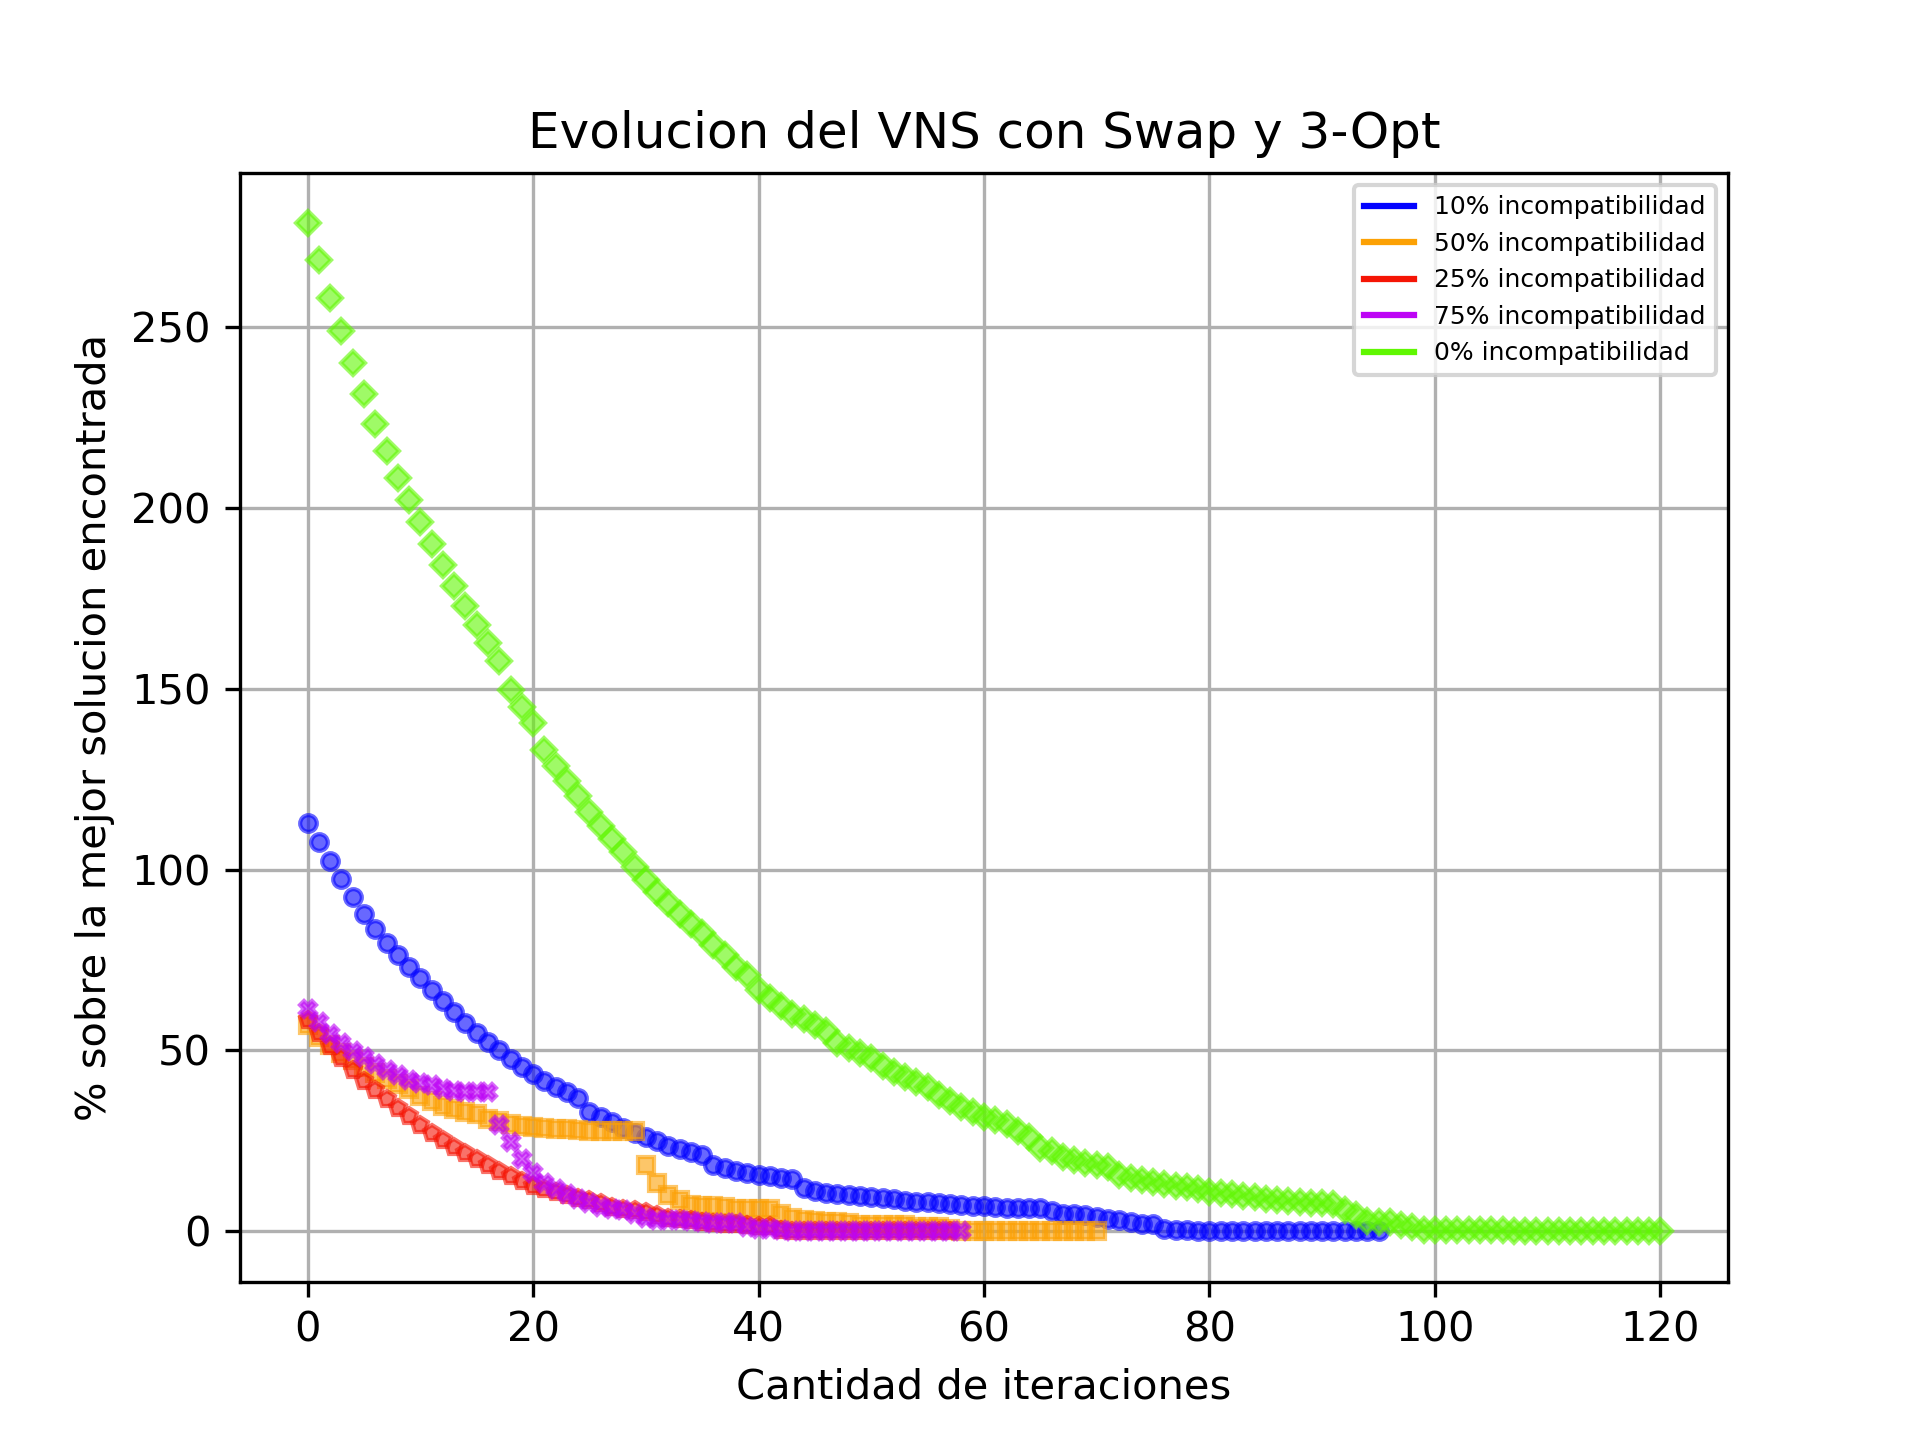 Evolucion del VNS con Swap y 3-Opt
10% incompatibilidad
50% incompatibilidad
25% incompatibilidad
75% incompatibilidad
0% incompatibilidad
% sobre la mejor solucion encontrada
250
200
150
100
50
0
0 20 40 60 80 100 120
Cantidad de iteraciones